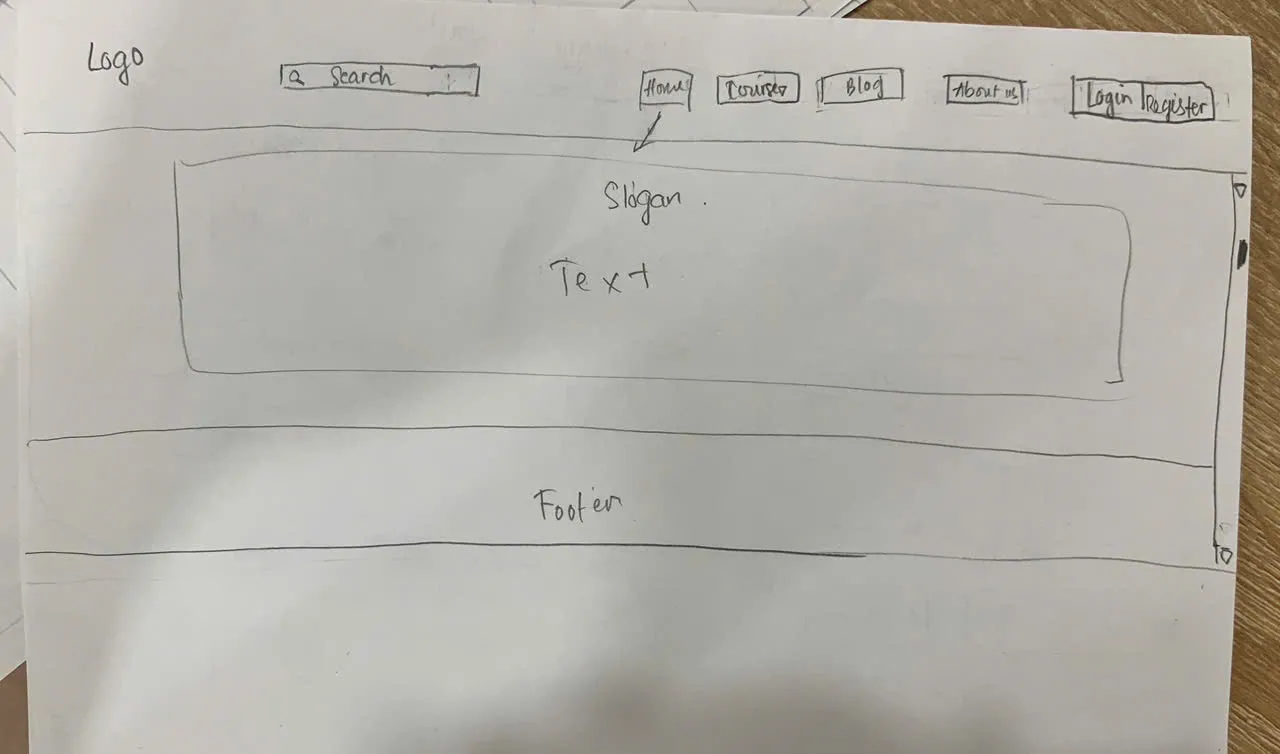 Logo
Search
Home
Courses
Blog
About us
Login Register
Slogan.
Text
Footer